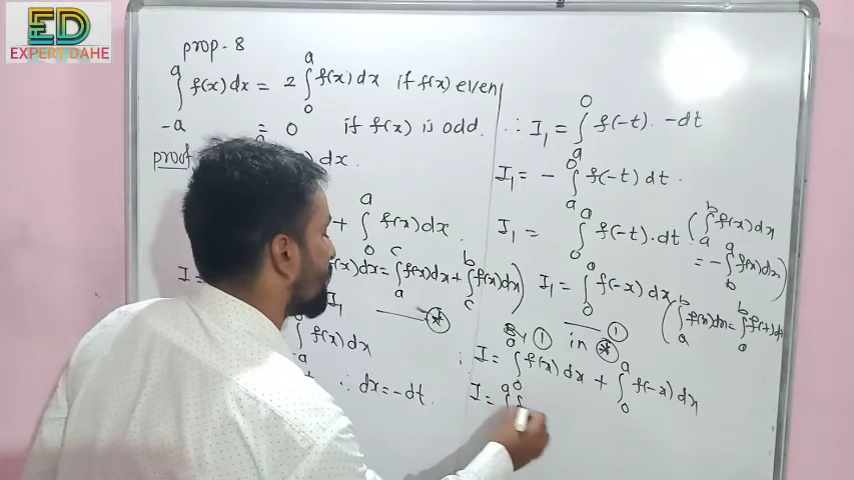 ED
EXPERT DAHE
prop. 8
∫_{-a}^{a} f(x) dx = 2 ∫_{0}^{a} f(x) dx if f(x) even
= 0 if f(x) is odd.
proof
) dx.
+ ∫_{0}^{a} f(x) dx.
f(x) dx = ∫_{a}^{c} f(x) dx + ∫_{c}^{b} f(x) dx)
I =
I₁ —— ⊛
∫_{-a} f(x) dx
∴ dx = -dt.
∴ I₁ = ∫_{a}^{0} f(-t). -dt
I₁ = - ∫_{a}^{0} f(-t) dt.
I₁ = ∫_{0}^{a} f(-t). dt (∫_{a}^{b} f(x) dx
= - ∫_{b}^{a} f(x) dx)
I₁ = ∫_{0}^{a} f(-x) dx
—— ① (∫_{a}^{b} f(x) dx = ∫_{a}^{b} f(t) dt
By ① in ⊛
∴ I = ∫_{0}^{a} f(x) dx + ∫_{0}^{a} f(-x) dx
I = ∫^{a}